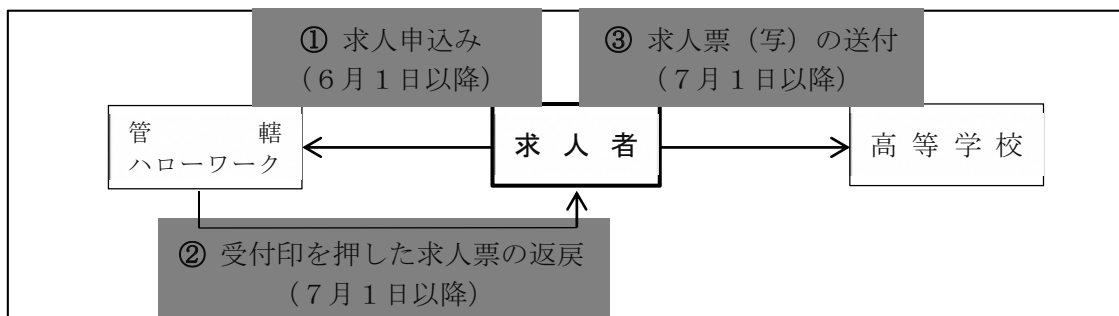 ① 求人申込み
(6月1日以降)
③ 求人票(写)の送付
(7月1日以降)
管轄
ハローワーク
求人者
高等学校
② 受付印を押した求人票の返戻
(7月1日以降)